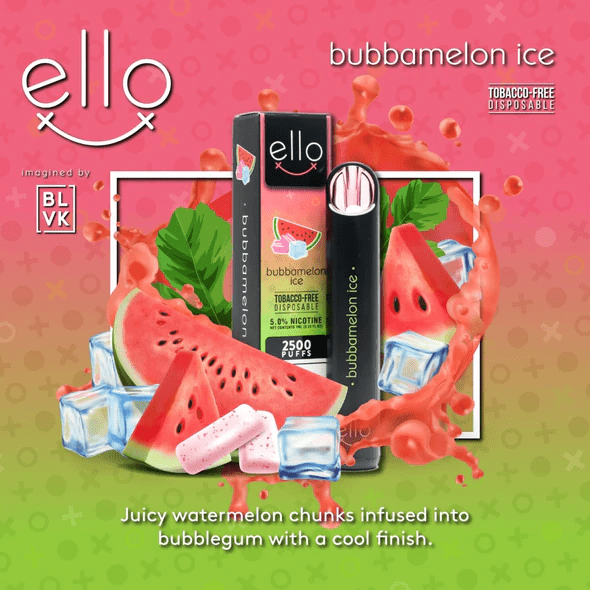 ello
imagined by
BL
VK
bubbamelon ice
TOBACCO-FREE
DISPOSABLE
bubbamelon
ello
bubbamelon
ice
TOBACCO-FREE
DISPOSABLE
5.0% NICOTINE
2500
PUFFS
• bubbamelon ice •
ello
Juicy watermelon chunks infused into
bubblegum with a cool finish.